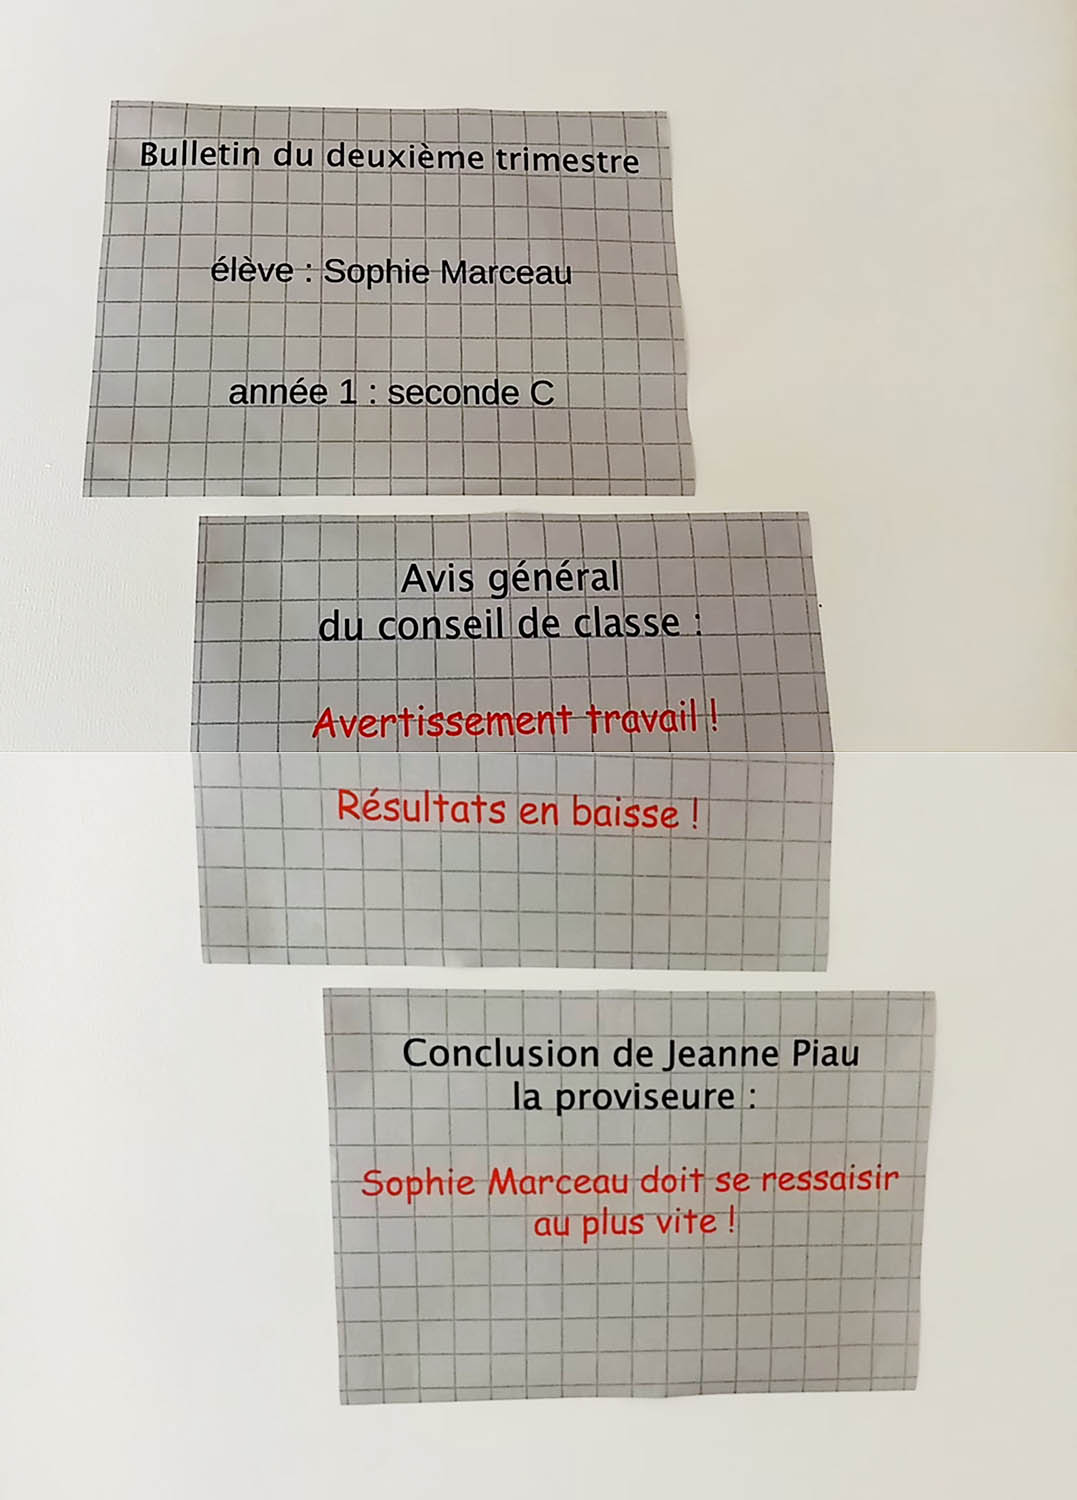 Bulletin du deuxième trimestre
élève : Sophie Marceau
année 1 : seconde C
Avis général
du conseil de classe :
Avertissement travail !
Résultats en baisse !
Conclusion de Jeanne Piau
la proviseure :
Sophie Marceau doit se ressaisir
au plus vite !